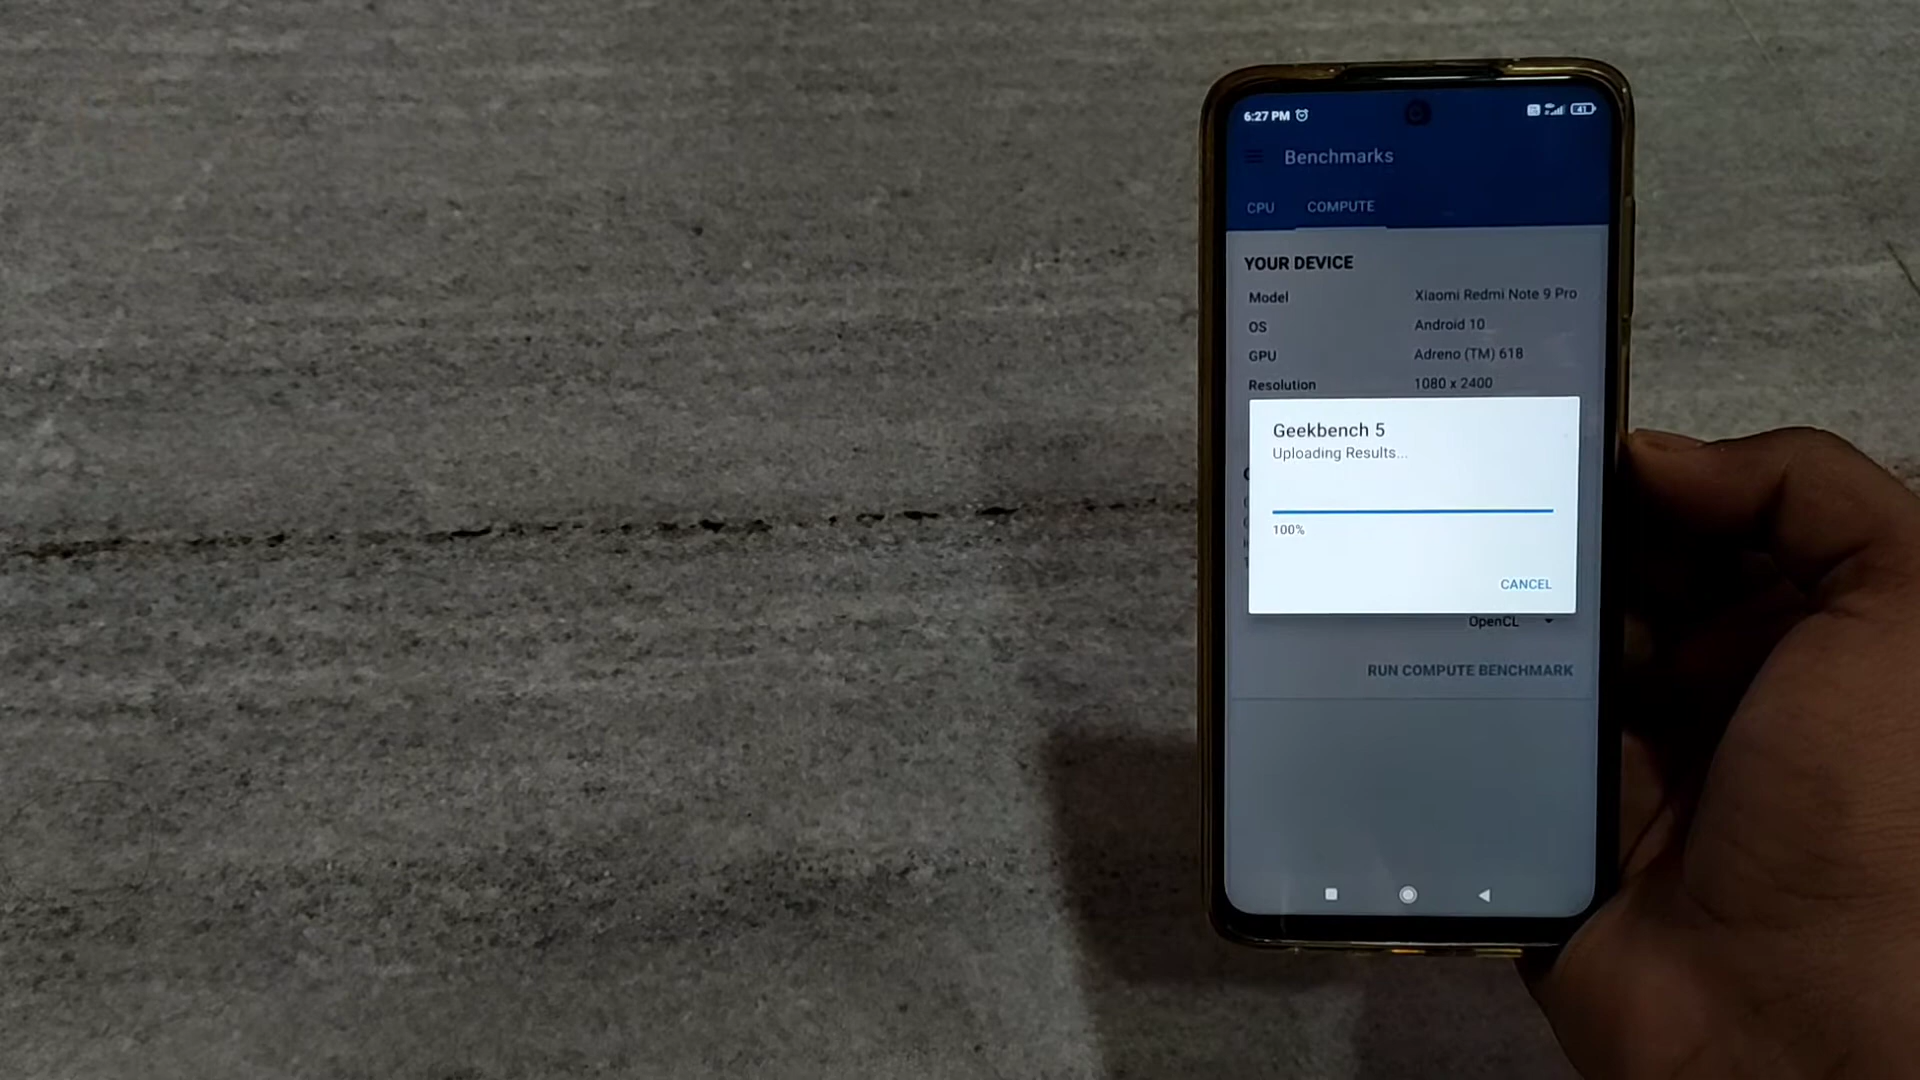 6:27 PM
41
Benchmarks
CPU COMPUTE
YOUR DEVICE
Model Xiaomi Redmi Note 9 Pro
OS Android 10
GPU Adreno (TM) 618
Resolution 1080 x 2400
Geekbench 5
Uploading Results...
100%
CANCEL
OpenCL
RUN COMPUTE BENCHMARK